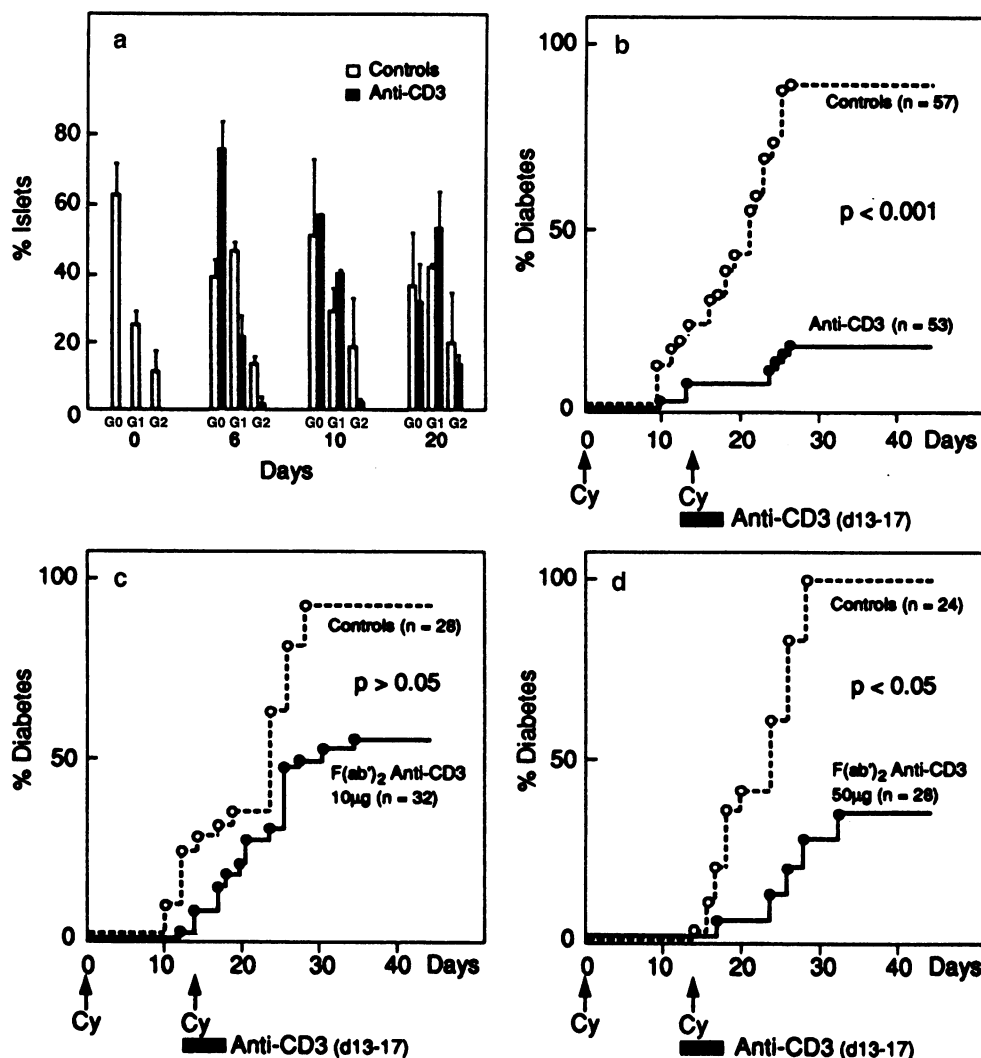 a
Controls
Anti-CD3
% Islets
80
60
40
20
0
G0 G1 G2 G0 G1 G2 G0 G1 G2 G0 G1 G2
0 6 10 20
Days
b
100
50
0
% Diabetes
Controls (n = 57)
p < 0.001
Anti-CD3 (n = 53)
0 10 20 30 40
Cy Cy
Anti-CD3 (d13-17)
c
100
50
0
% Diabetes
Controls (n = 28)
p > 0.05
F(ab')₂ Anti-CD3
10µg (n = 32)
0 10 20 30 40 Days
Cy Cy
Anti-CD3 (d13-17)
d
100
50
0
% Diabetes
Controls (n = 24)
p < 0.05
F(ab')₂ Anti-CD3
50µg (n = 28)
0 10 20 30 40 Days
Cy Cy
Anti-CD3 (d13-17)